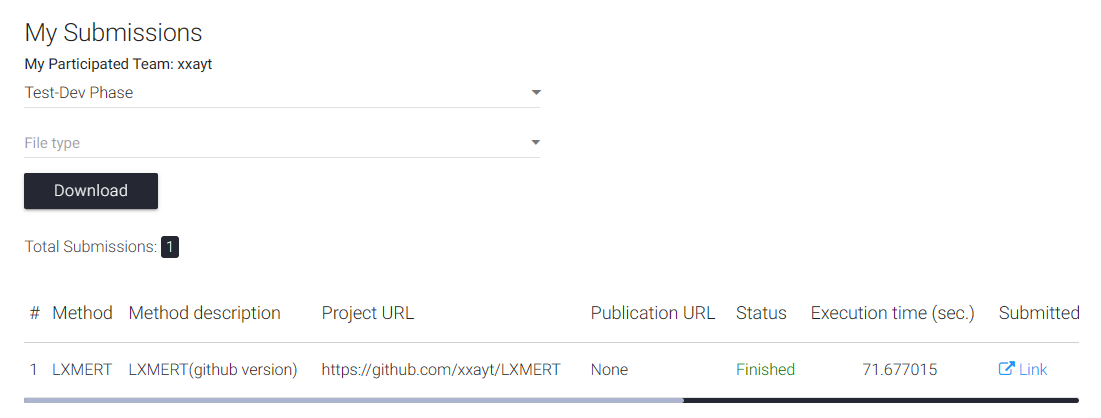 My Submissions
My Participated Team: xxayt
Test-Dev Phase
File type
Download
Total Submissions: 1
# Method Method description Project URL Publication URL Status Execution time (sec.) Submitted
1 LXMERT LXMERT(github version) https://github.com/xxayt/LXMERT None Finished 71.677015 Link